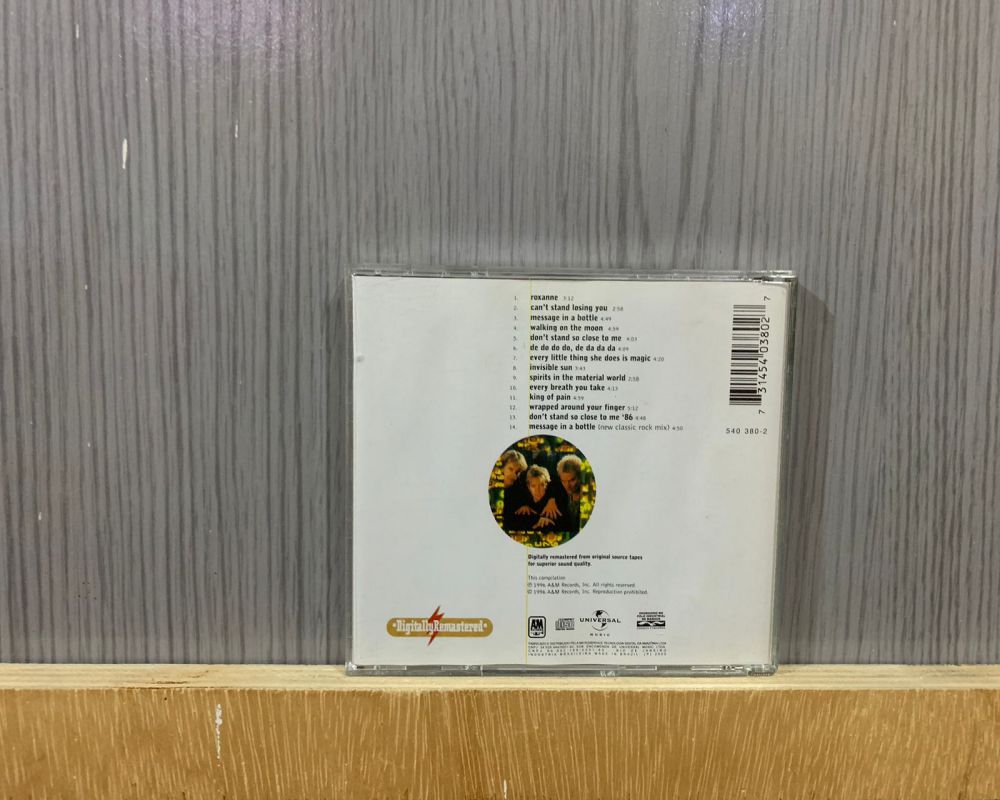 1. roxanne 3:12
2. can't stand losing you 2:58
3. message in a bottle 4:49
4. walking on the moon 4:59
5. don't stand so close to me 4:03
6. de do do do, de da da da 4:09
7. every little thing she does is magic 4:20
8. invisible sun 3:43
9. spirits in the material world 2:58
10. every breath you take 4:13
11. king of pain 4:59
12. wrapped around your finger 5:12
13. don't stand so close to me '86 4:48
14. message in a bottle (new classic rock mix) 4:50
7 31454 03802 7
540 380-2
Digitally remastered from original source tapes
for superior sound quality.
This compilation
℗ 1996 A&M Records, Inc. All rights reserved.
© 1996 A&M Records, Inc. Reproduction prohibited.
Digitally Remastered
A&M
UNIVERSAL
MUSIC
INDUSTRIA BRASILEIRA MADE IN BRAZIL